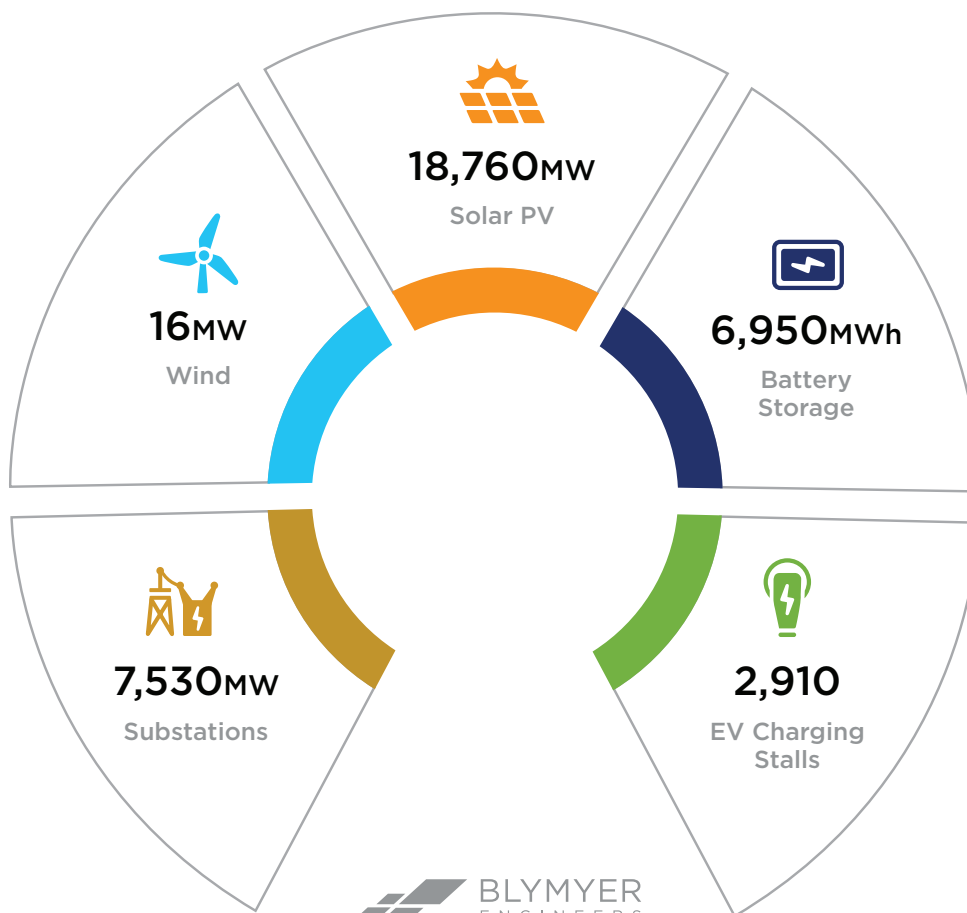 18,760MW
Solar PV
16MW
Wind
6,950MWh
Battery
Storage
7,530MW
Substations
2,910
EV Charging
Stalls
BLYMYER
ENGINEERS